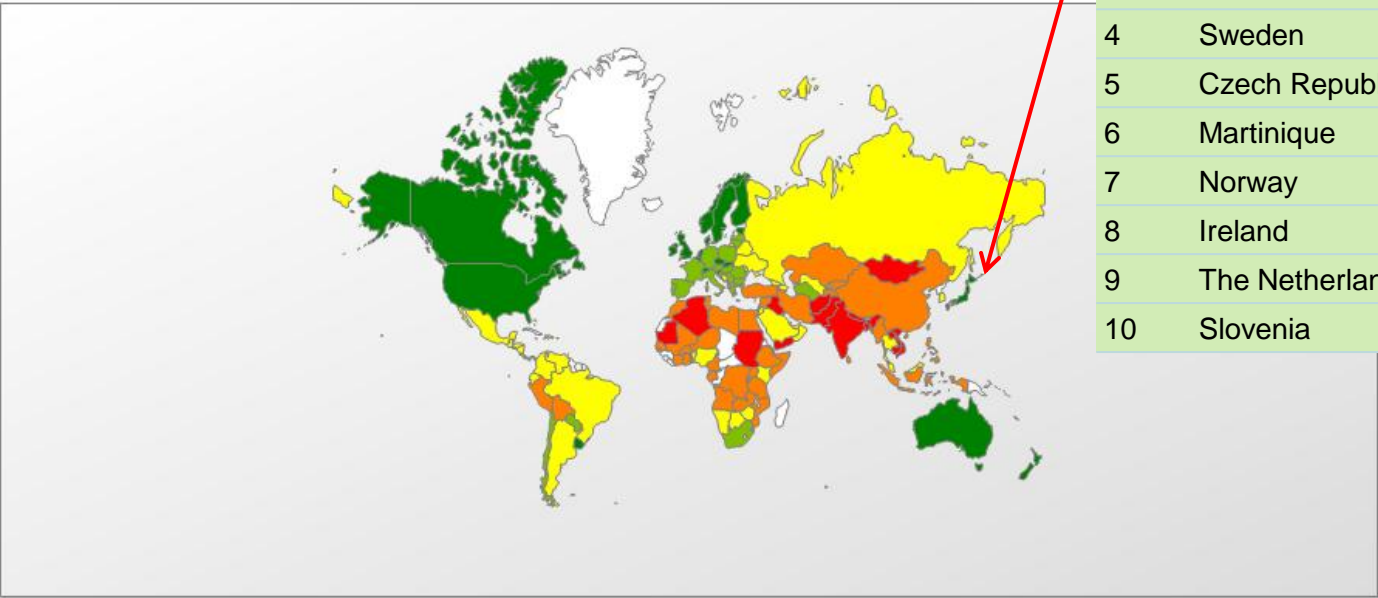 4 Sweden
5 Czech Repub
6 Martinique
7 Norway
8 Ireland
9 The Netherlan
10 Slovenia